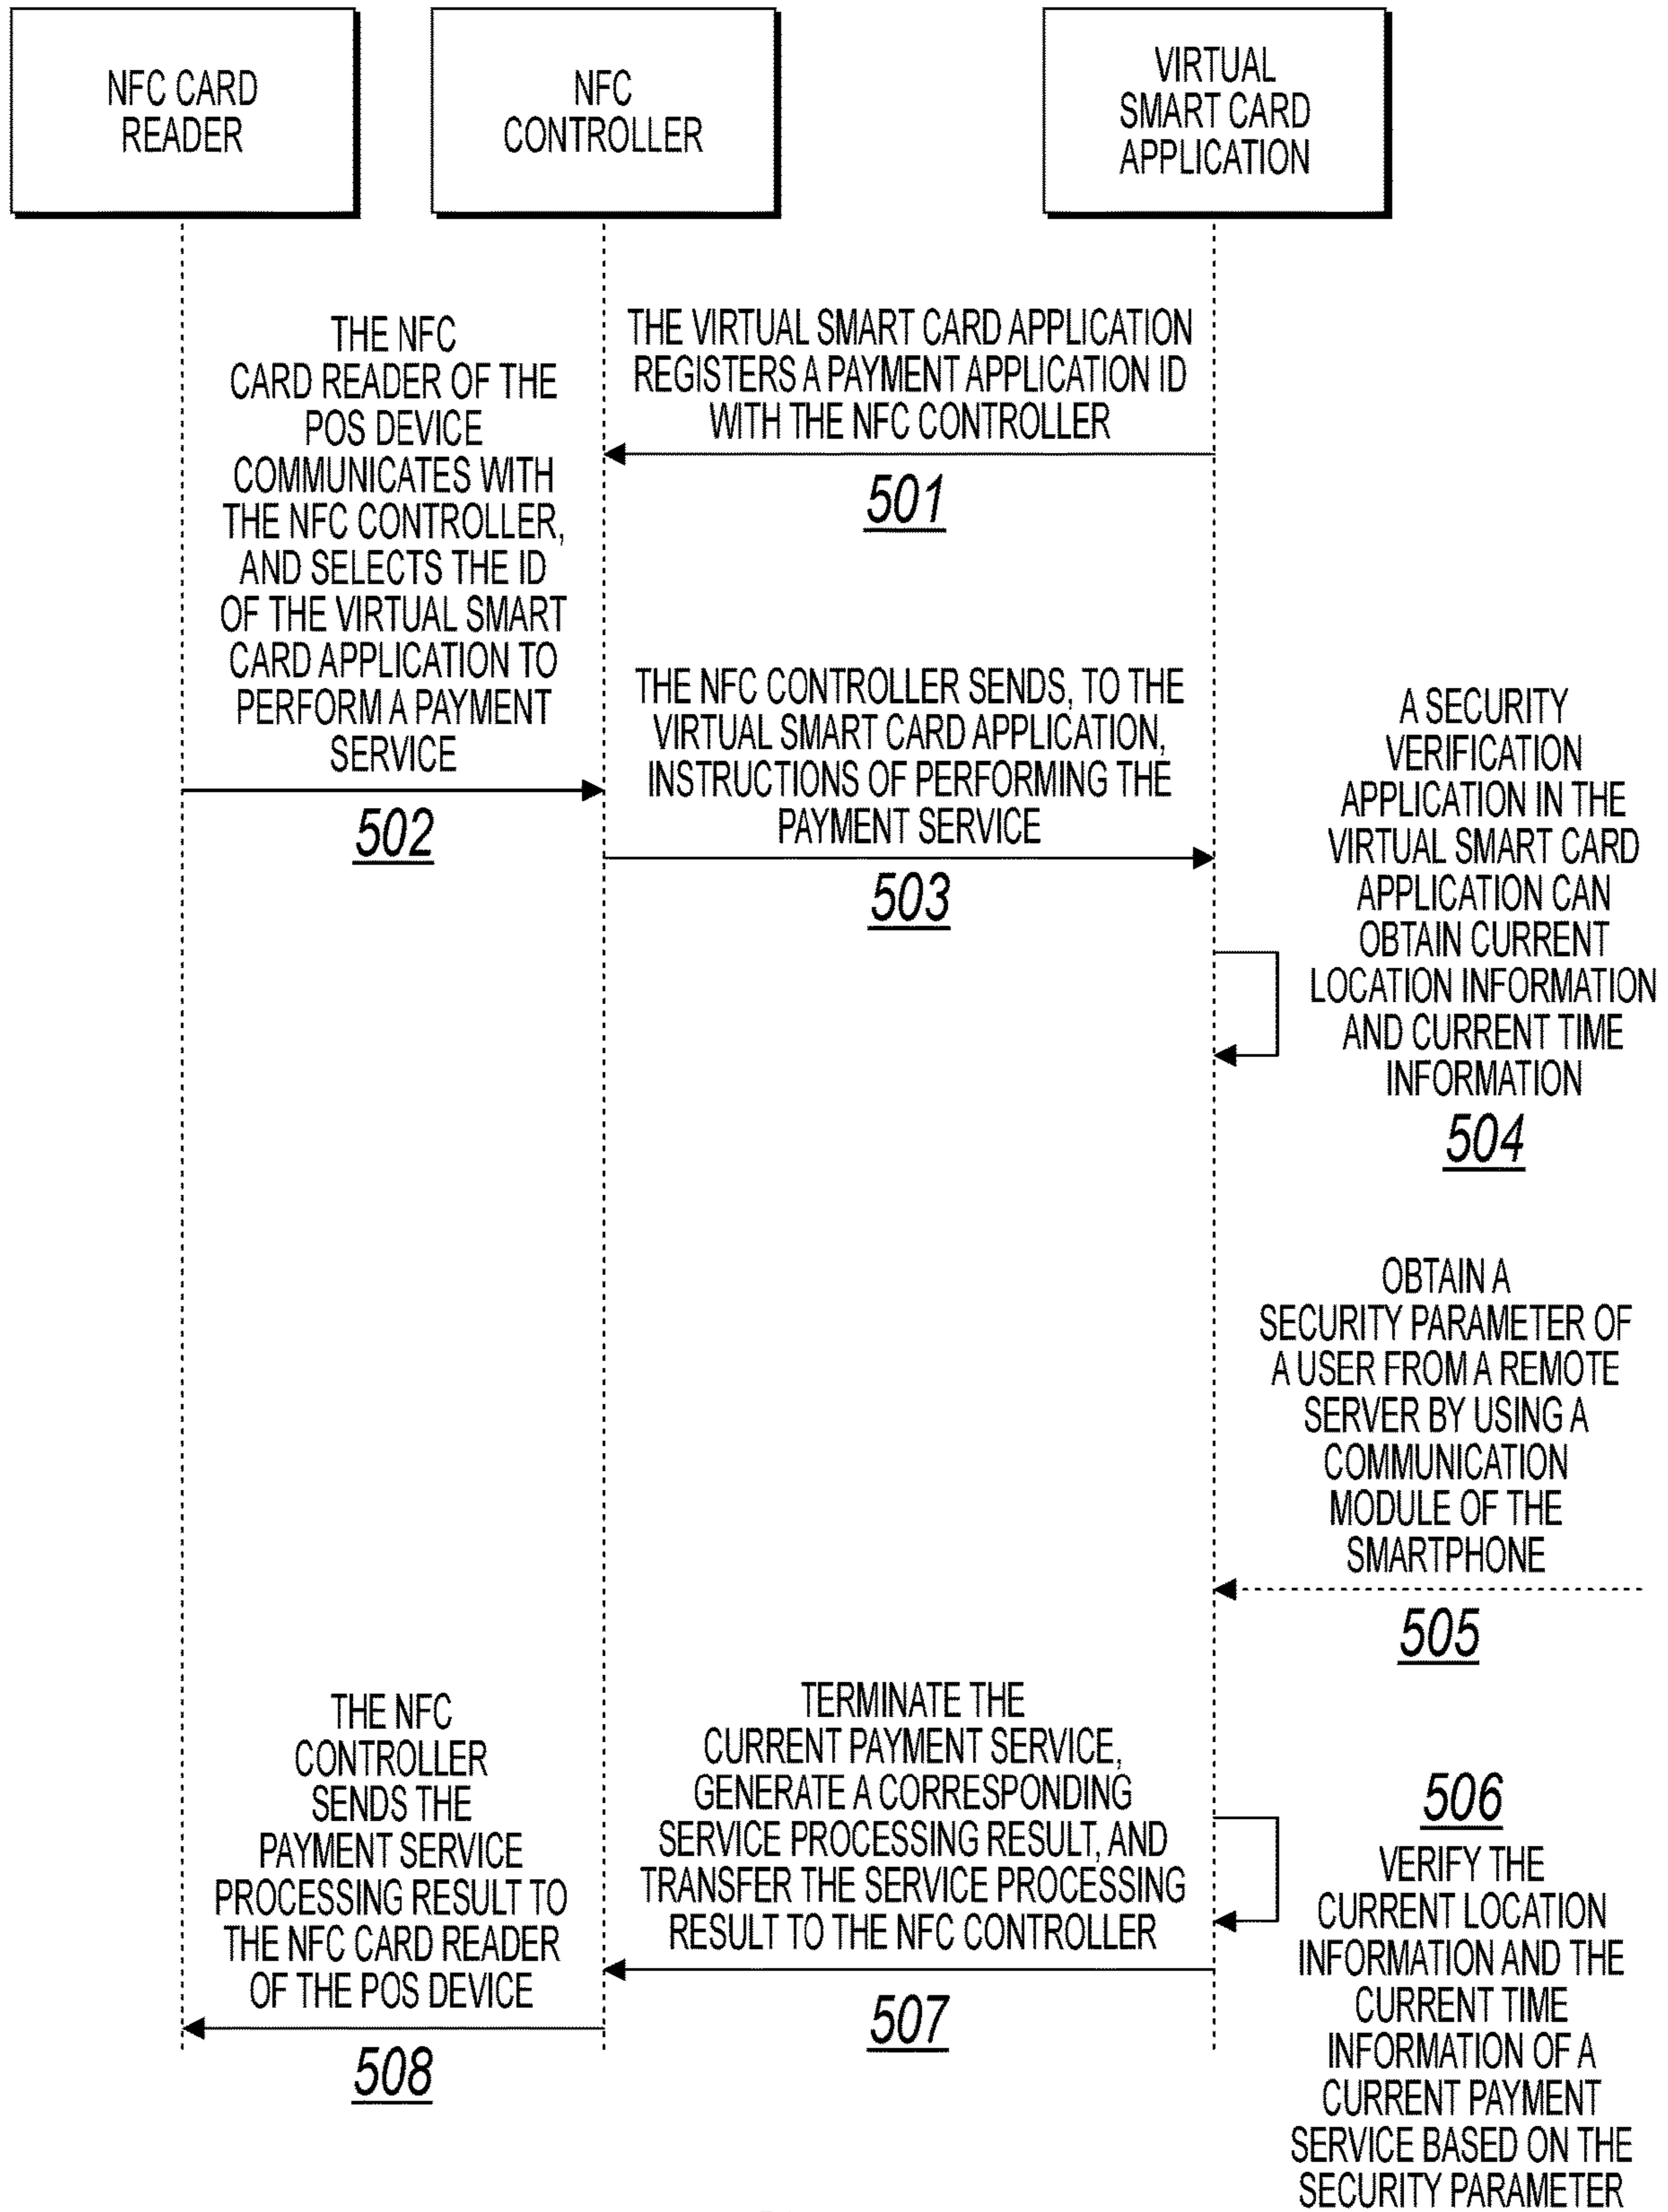 NFC CARD
READER
NFC
CONTROLLER
VIRTUAL
SMART CARD
APPLICATION
THE VIRTUAL SMART CARD APPLICATION
REGISTERS A PAYMENT APPLICATION ID
WITH THE NFC CONTROLLER
501
THE NFC
CARD READER OF THE
POS DEVICE
COMMUNICATES WITH
THE NFC CONTROLLER,
AND SELECTS THE ID
OF THE VIRTUAL SMART
CARD APPLICATION TO
PERFORM A PAYMENT
SERVICE
502
THE NFC CONTROLLER SENDS, TO THE
VIRTUAL SMART CARD APPLICATION,
INSTRUCTIONS OF PERFORMING THE
PAYMENT SERVICE
503
A SECURITY
VERIFICATION
APPLICATION IN THE
VIRTUAL SMART CARD
APPLICATION CAN
OBTAIN CURRENT
LOCATION INFORMATION
AND CURRENT TIME
INFORMATION
504
OBTAIN A
SECURITY PARAMETER OF
A USER FROM A REMOTE
SERVER BY USING A
COMMUNICATION
MODULE OF THE
SMARTPHONE
505
506
VERIFY THE
CURRENT LOCATION
INFORMATION AND THE
CURRENT TIME
INFORMATION OF A
CURRENT PAYMENT
SERVICE BASED ON THE
SECURITY PARAMETER
TERMINATE THE
CURRENT PAYMENT SERVICE,
GENERATE A CORRESPONDING
SERVICE PROCESSING RESULT, AND
TRANSFER THE SERVICE PROCESSING
RESULT TO THE NFC CONTROLLER
507
THE NFC
CONTROLLER
SENDS THE
PAYMENT SERVICE
PROCESSING RESULT TO
THE NFC CARD READER
OF THE POS DEVICE
508